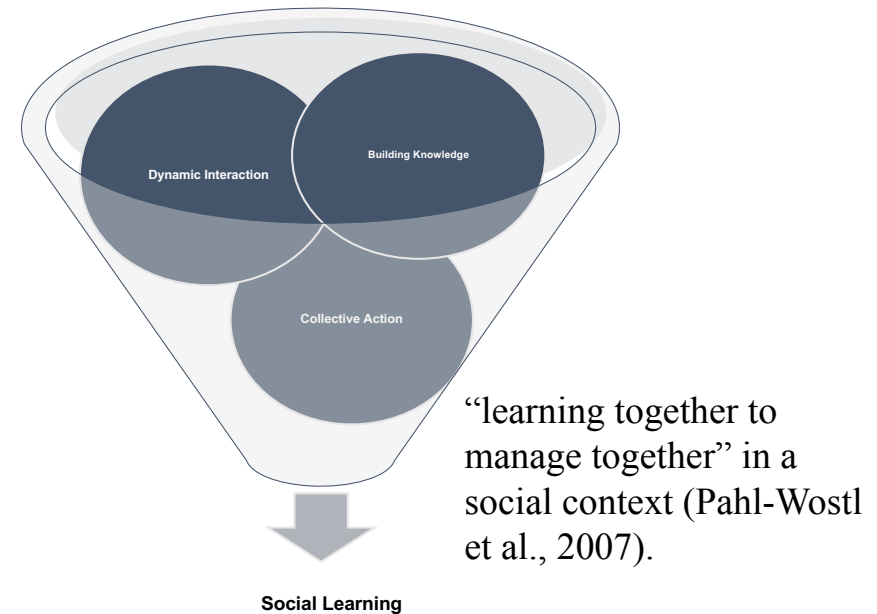 Building Knowledge
Dynamic Interaction
Collective Action
“learning together to
manage together” in a
social context (Pahl-Wostl
et al., 2007).
Social Learning